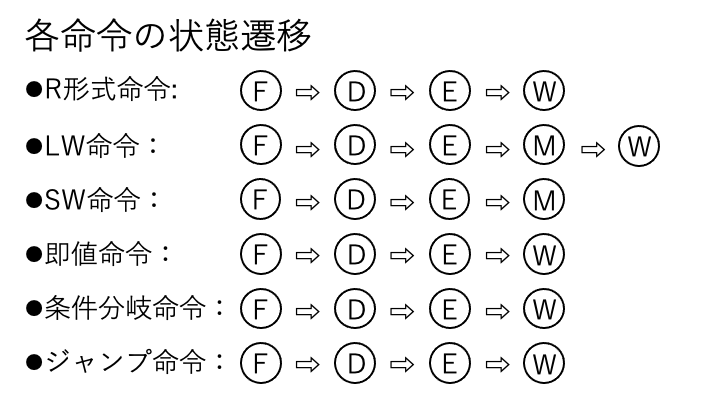 各命令の状態遷移
●R形式命令: F ⇨ D ⇨ E ⇨ W
●LW命令： F ⇨ D ⇨ E ⇨ M ⇨ W
●SW命令： F ⇨ D ⇨ E ⇨ M
●即値命令： F ⇨ D ⇨ E ⇨ W
●条件分岐命令： F ⇨ D ⇨ E ⇨ W
●ジャンプ命令： F ⇨ D ⇨ E ⇨ W